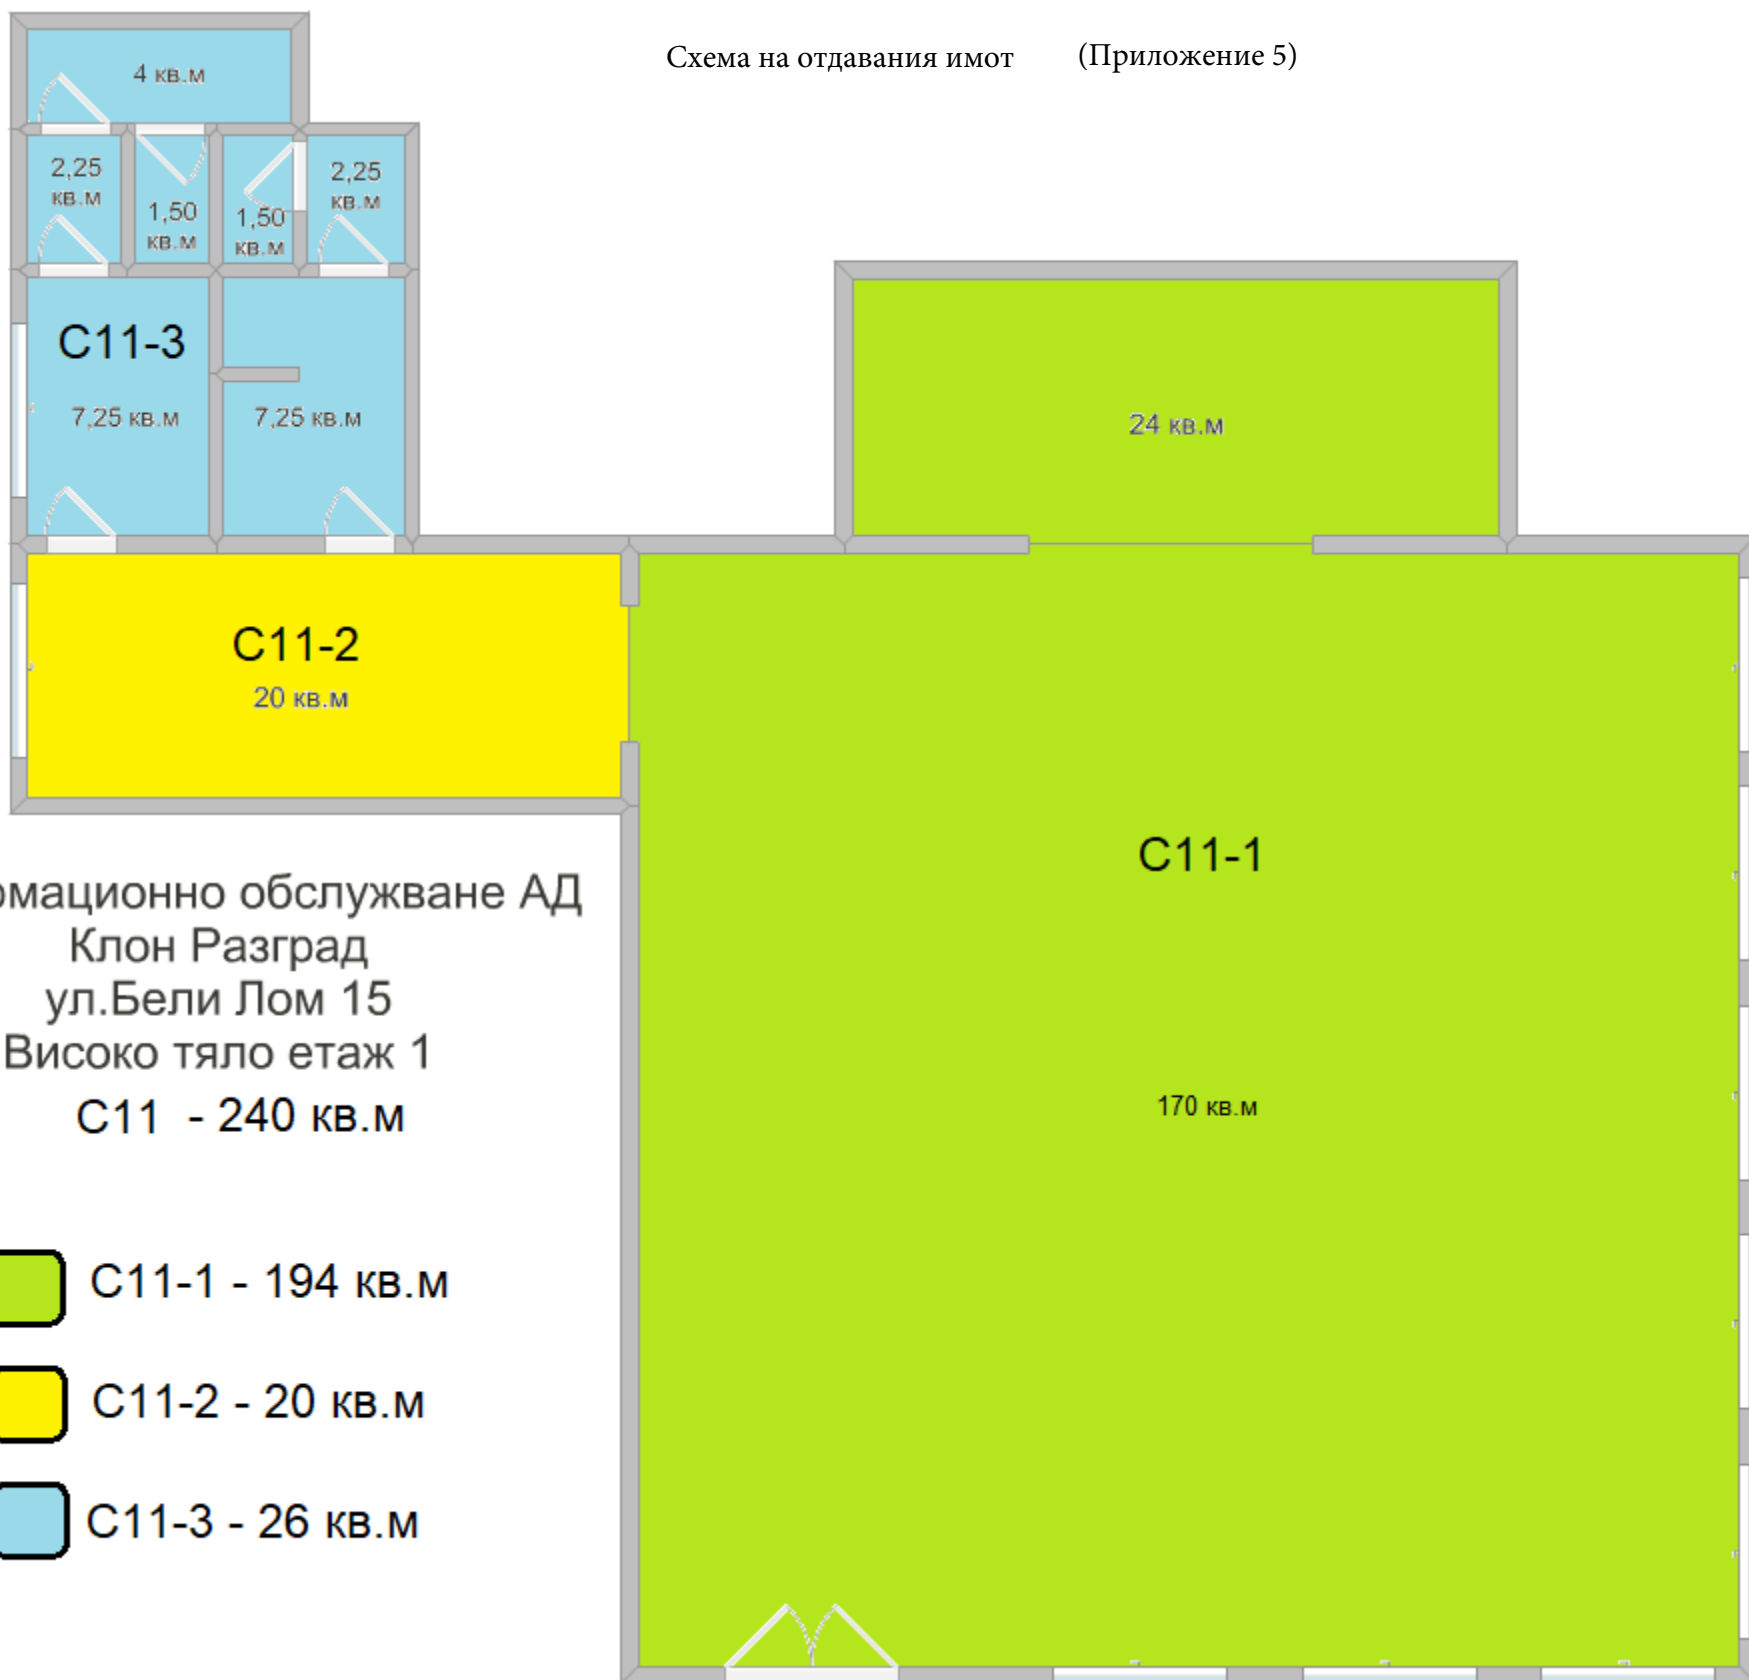 Схема на отдавания имот (Приложение 5)
4 кв.м
2,25
кв.м
1,50
кв.м
1,50
кв.м
2,25
кв.м
С11-3
7,25 кв.м
7,25 кв.м
24 кв.м
С11-2
20 кв.м
С11-1
170 кв.м
обслужване АД
Клон Разград
ул.Бели Лом 15
Високо тяло етаж 1
С11 - 240 кв.м
С11-1 - 194 кв.м
С11-2 - 20 кв.м
С11-3 - 26 кв.м